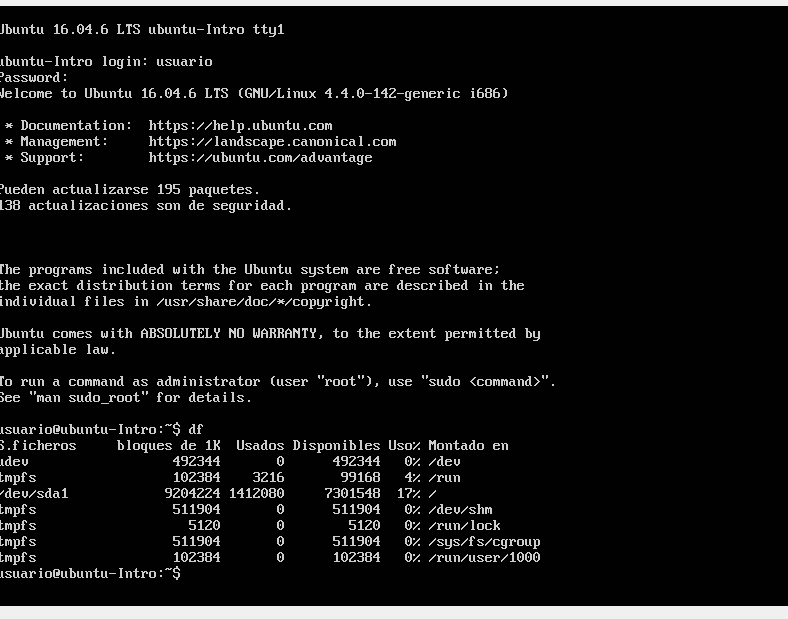 Ubuntu 16.04.6 LTS ubuntu-Intro tty1
ubuntu-Intro login: usuario
Password:
Welcome to Ubuntu 16.04.6 LTS (GNU/Linux 4.4.0-142-generic i686)
* Documentation:  https://help.ubuntu.com
* Management:     https://landscape.canonical.com
* Support:        https://ubuntu.com/advantage
Pueden actualizarse 195 paquetes.
138 actualizaciones son de seguridad.
The programs included with the Ubuntu system are free software;
the exact distribution terms for each program are described in the
individual files in /usr/share/doc/*/copyright.
Ubuntu comes with ABSOLUTELY NO WARRANTY, to the extent permitted by
applicable law.
To run a command as administrator (user "root"), use "sudo <command>".
See "man sudo_root" for details.
usuario@ubuntu-Intro:~$ df
S.ficheros     bloques de 1K  Usados Disponibles Uso% Montado en
udev                  492344       0      492344   0% /dev
tmpfs                 102384    3216       99168   4% /run
/dev/sda1            9204224 1412080     7301548  17% /
tmpfs                 511904       0      511904   0% /dev/shm
tmpfs                   5120       0        5120   0% /run/lock
tmpfs                 511904       0      511904   0% /sys/fs/cgroup
tmpfs                 102384       0      102384   0% /run/user/1000
usuario@ubuntu-Intro:~$